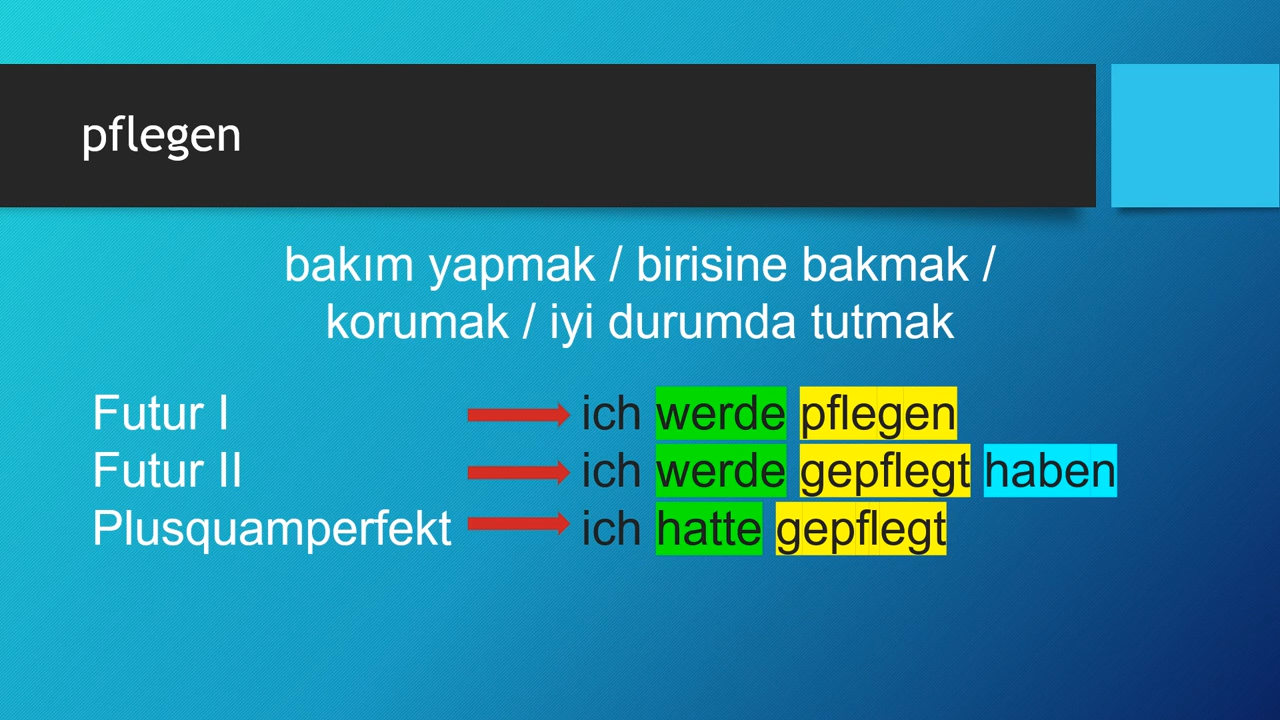 pflegen
bakım yapmak / birisine bakmak /
korumak / iyi durumda tutmak
Futur I ich werde pflegen
Futur II ich werde gepflegt haben
Plusquamperfekt ich hatte gepflegt